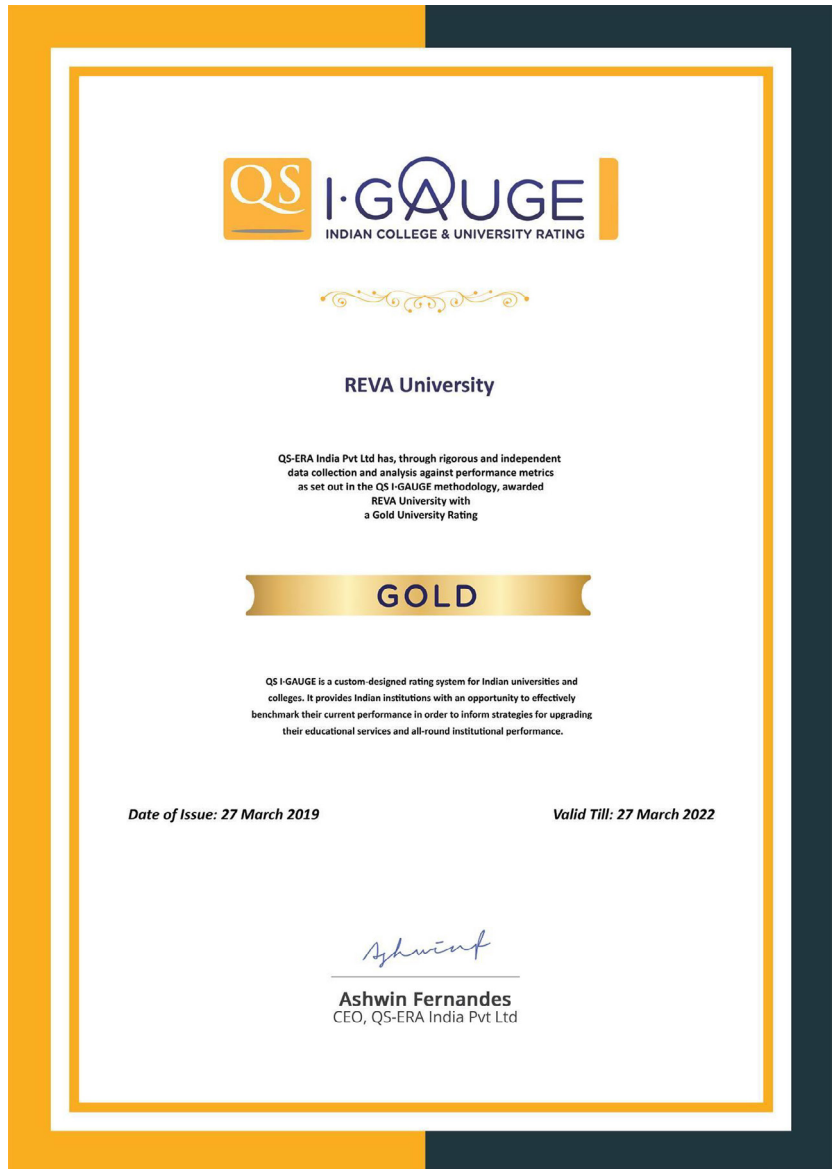 QS I·GAUGE
INDIAN COLLEGE & UNIVERSITY RATING
REVA University
QS-ERA India Pvt Ltd has, through rigorous and independent
data collection and analysis against performance metrics
as set out in the QS I·GAUGE methodology, awarded
REVA University with
a Gold University Rating
GOLD
QS I·GAUGE is a custom-designed rating system for Indian universities and
colleges. It provides Indian institutions with an opportunity to effectively
benchmark their current performance in order to inform strategies for upgrading
their educational services and all-round institutional performance.
Date of Issue: 27 March 2019 Valid Till: 27 March 2022
Ashwinf
Ashwin Fernandes
CEO, QS-ERA India Pvt Ltd